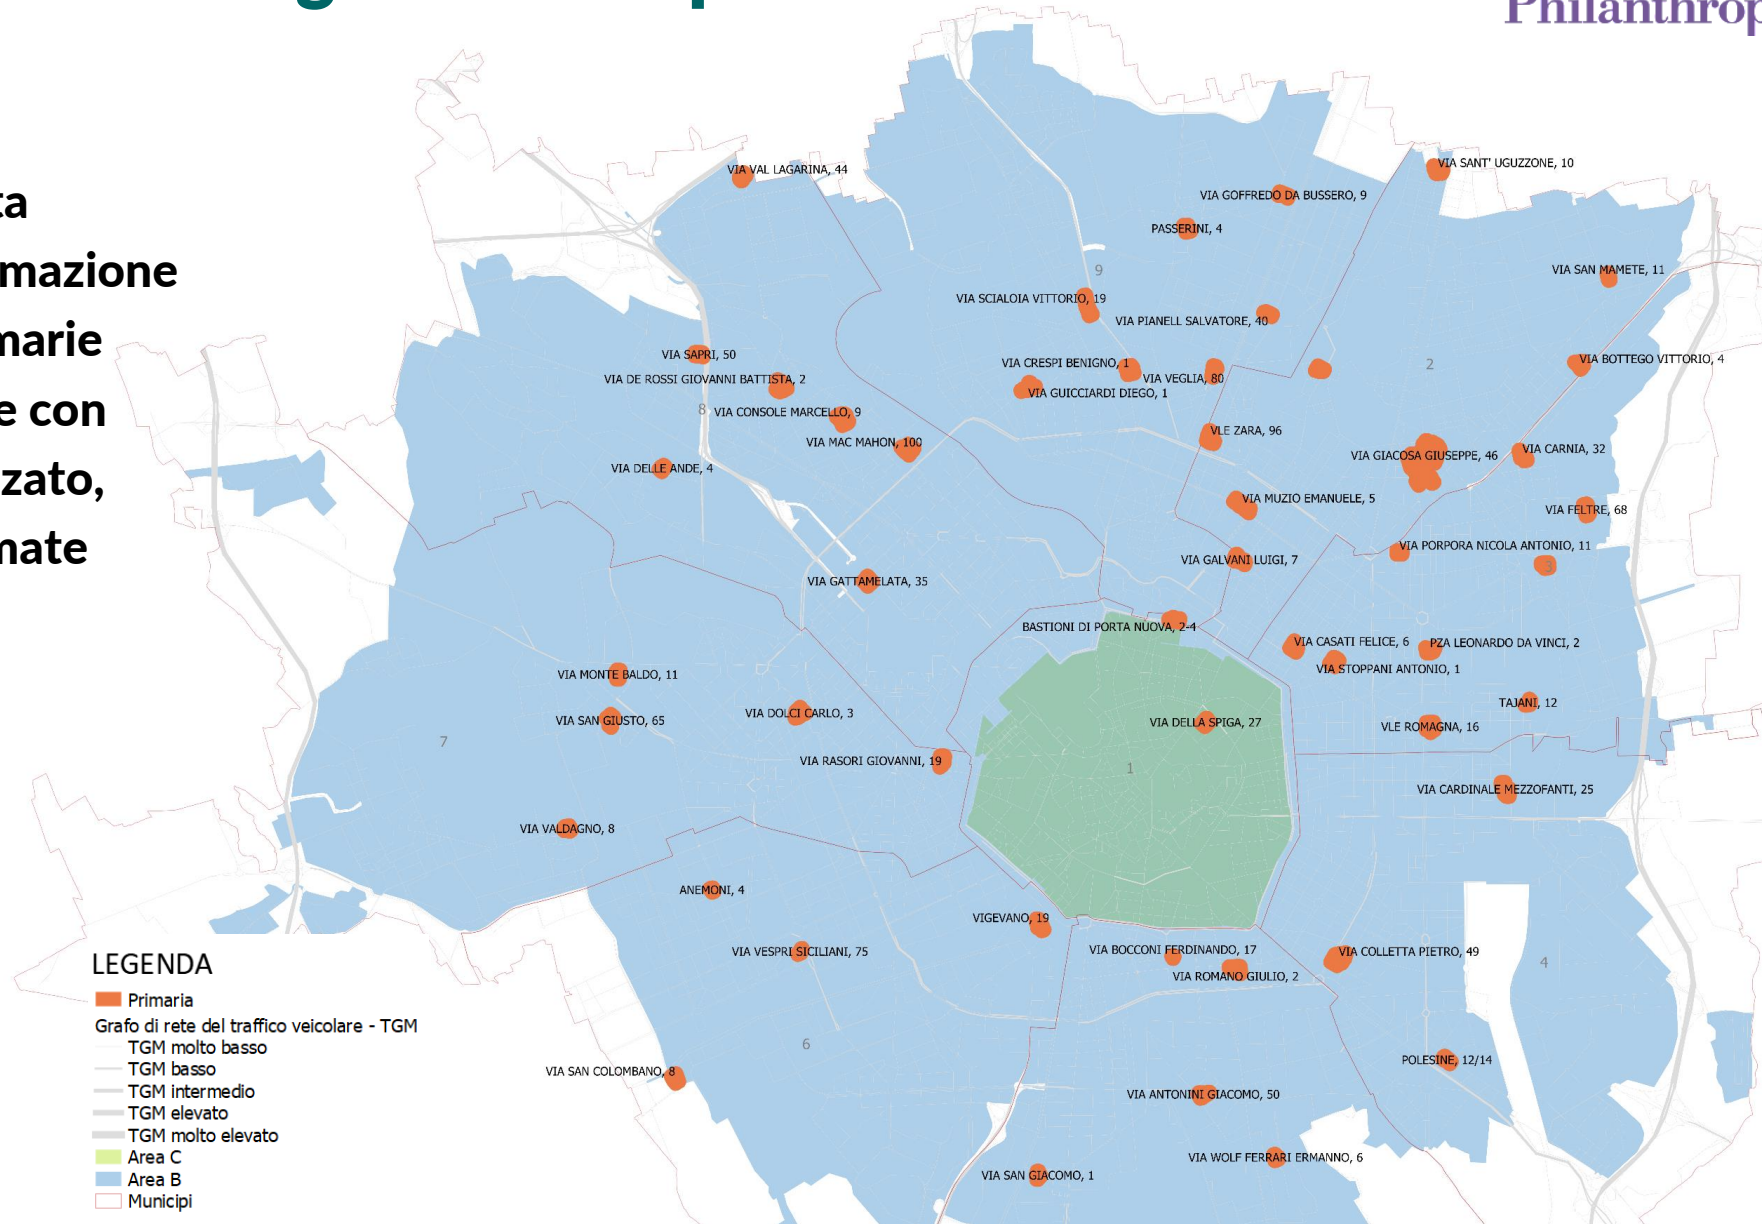 Philanthrop
ta
mazione
marie
e con
zzato,
mate
VIA VAL LAGARINA, 44
VIA SANT' UGUZZONE, 10
VIA GOFFREDO DA BUSSERO, 9
PASSERINI, 4
9
VIA SAN MAMETE, 11
VIA SCIALOIA VITTORIO, 19
VIA PIANELL SALVATORE, 40
VIA SAPRI, 50
VIA CRESPI BENIGNO, 1
2
VIA BOTTEGO VITTORIO, 4
VIA DE ROSSI GIOVANNI BATTISTA, 2
VIA VEGLIA, 80
VIA GUICCIARDI DIEGO, 1
8
VIA CONSOLE MARCELLO, 9
VLE ZARA, 96
VIA MAC MAHON, 100
VIA GIACOSA GIUSEPPE, 46
VIA CARNIA, 32
VIA DELLE ANDE, 4
VIA MUZIO EMANUELE, 5
VIA FELTRE, 68
VIA PORPORA NICOLA ANTONIO, 11
VIA GALVANI LUIGI, 7
3
VIA GATTAMELATA, 35
BASTIONI DI PORTA NUOVA, 2-4
VIA CASATI FELICE, 6
PZA LEONARDO DA VINCI, 2
VIA STOPPANI ANTONIO, 1
VIA MONTE BALDO, 11
TAJANI, 12
VIA DOLCI CARLO, 3
VIA SAN GIUSTO, 65
VIA DELLA SPIGA, 27
VLE ROMAGNA, 16
7
VIA RASORI GIOVANNI, 19
1
VIA CARDINALE MEZZOFANTI, 25
VIA VALDAGNO, 8
ANEMONI, 4
VIGEVANO, 19
VIA VESPRI SICILIANI, 75
VIA BOCCONI FERDINANDO, 17
VIA COLLETTA PIETRO, 49
4
VIA ROMANO GIULIO, 2
6
POLESINE, 12/14
VIA SAN COLOMBANO, 8
VIA ANTONINI GIACOMO, 50
VIA WOLF FERRARI ERMANNO, 6
VIA SAN GIACOMO, 1
LEGENDA
Primaria
Grafo di rete del traffico veicolare - TGM
TGM molto basso
TGM basso
TGM intermedio
TGM elevato
TGM molto elevato
Area C
Area B
Municipi